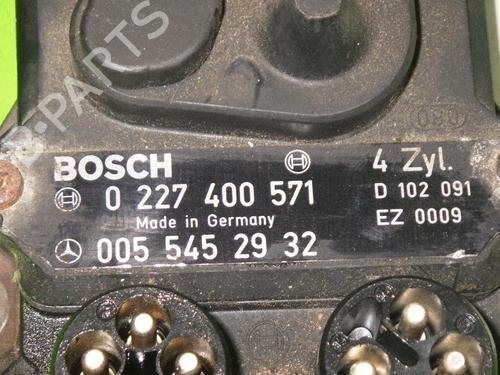 B-PARTS
BOSCH
4 Zyl.
0 227 400 571
D 102 091
Made in Germany
EZ 0009
005 545 29 32